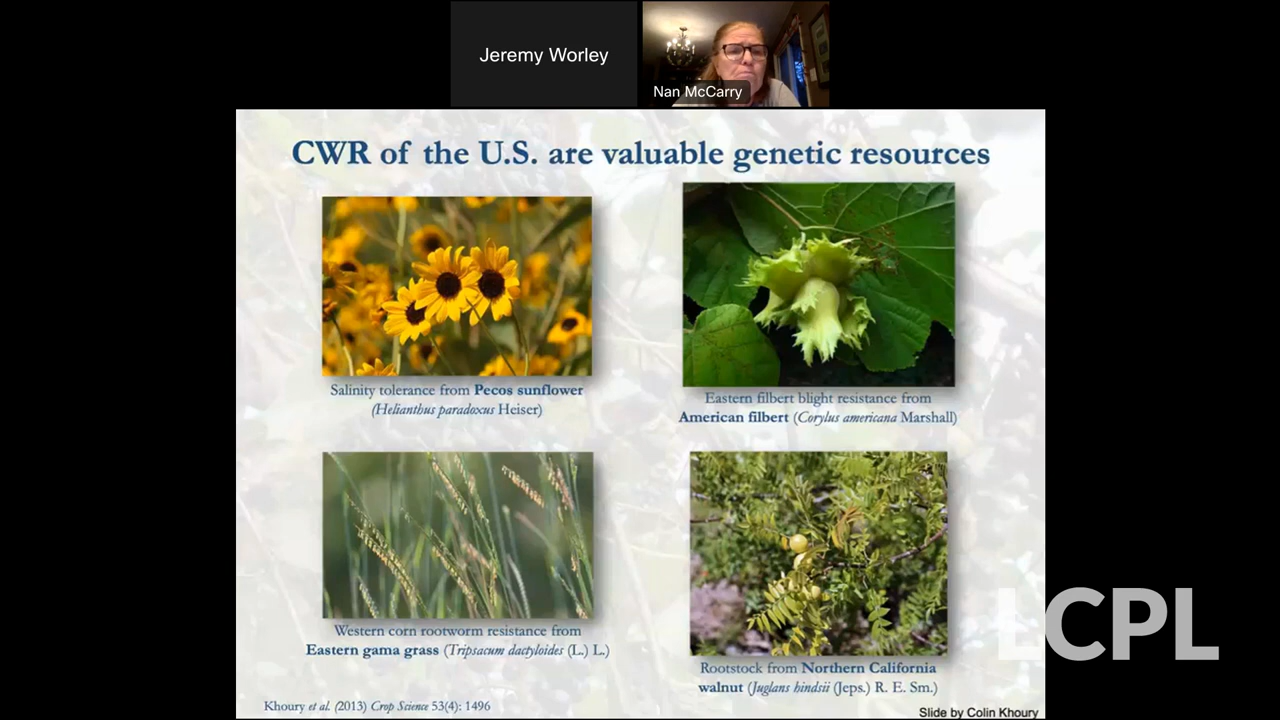 Jeremy Worley
Nan McCarry
CWR of the U.S. are valuable genetic resources
Salinity tolerance from Pecos sunflower
(Helianthus paradoxus Heiser)
Eastern filbert blight resistance from
American filbert (Corylus americana Marshall)
Western corn rootworm resistance from
Eastern gama grass (Tripsacum dactyloides (L.) L.)
Rootstock from Northern California
walnut (Juglans hindsii (Jeps.) R. E. Sm.)
Khoury et al. (2013) Crop Science 53(4): 1496
Slide by Colin Khoury
LCPL